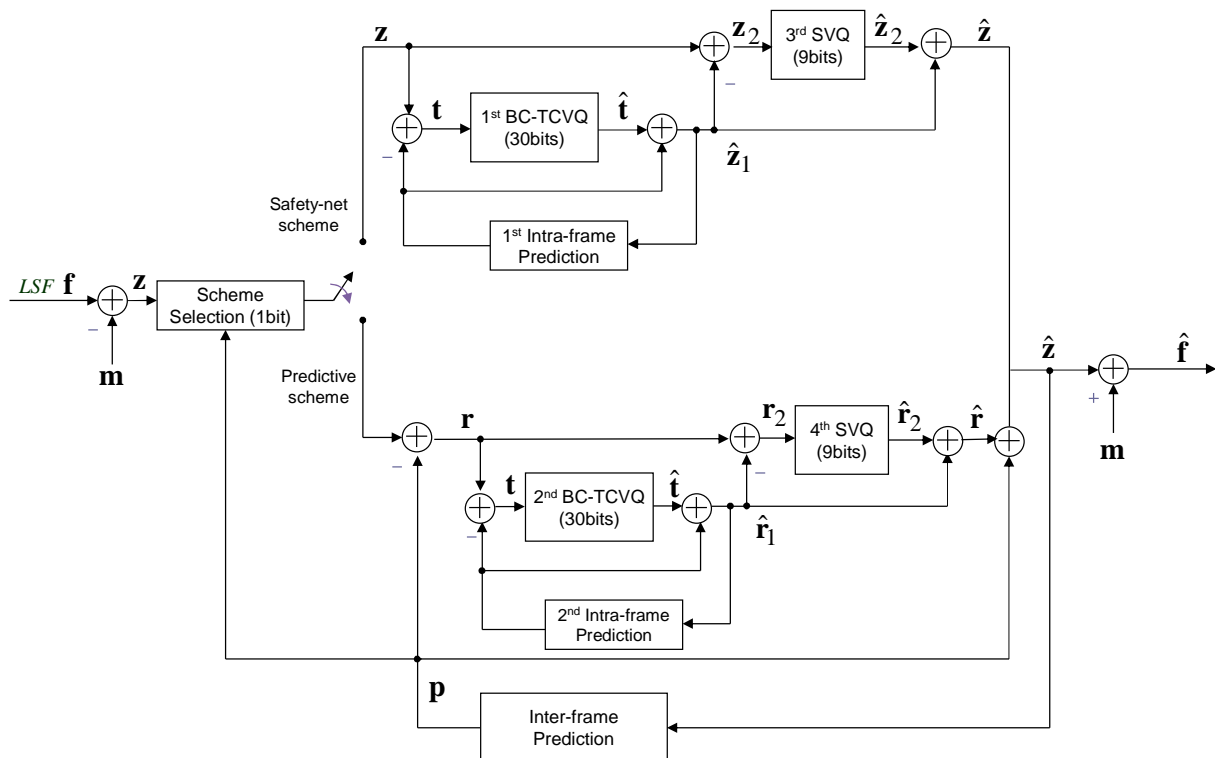 z
z₂
3rd SVQ
(9bits)
ẑ₂
ẑ
t
1st BC-TCVQ
(30bits)
t̂
ẑ₁
–
–
Safety-net
scheme
1st Intra-frame
Prediction
LSF f
–
m
z
Scheme
Selection (1bit)
Predictive
scheme
–
r
r₂
4th SVQ
(9bits)
r̂₂
r̂
ẑ
+
m
f̂
–
t
2nd BC-TCVQ
(30bits)
t̂
–
r̂₁
2nd Intra-frame
Prediction
p
Inter-frame
Prediction